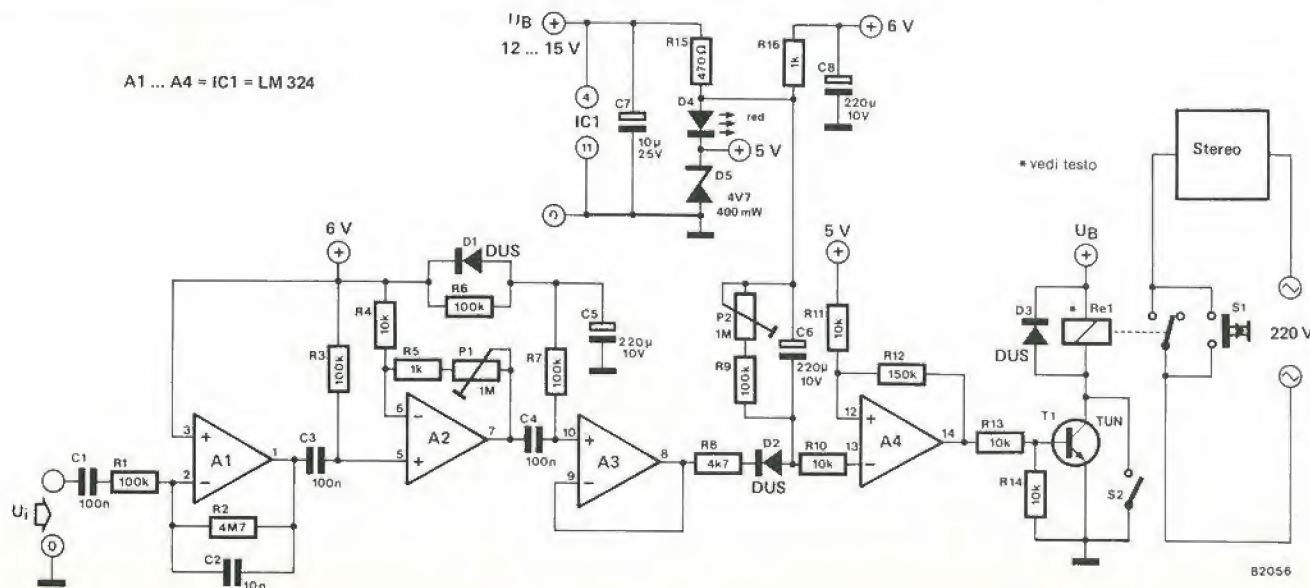 UB
12 ... 15 V
A1 ... A4 = IC1 = LM 324
4
IC1
11
0
C7
10µ
25V
R15
470Ω
D4
red
5 V
D5
4V7
400 mW
R16
1k
6 V
C8
220µ
10V
* vedi testo
Stereo
6 V
D1
DUS
R6
100k
R4
10k
R3
100k
R5
1k
P1
1M
R7
100k
C5
220µ
10V
P2
1M
R9
100k
C6
220µ
10V
5 V
R11
10k
R12
150k
UB
D3
DUS
*
Re1
S1
220 V
Ui
0
C1
100n
R1
100k
3
+
2
−
A1
1
R2
4M7
C2
10n
C3
100n
6
−
5
+
A2
7
C4
100n
10
+
9
−
A3
8
R8
4k7
D2
DUS
R10
10k
12
+
13
−
A4
14
R13
10k
R14
10k
T1
TUN
S2
82056